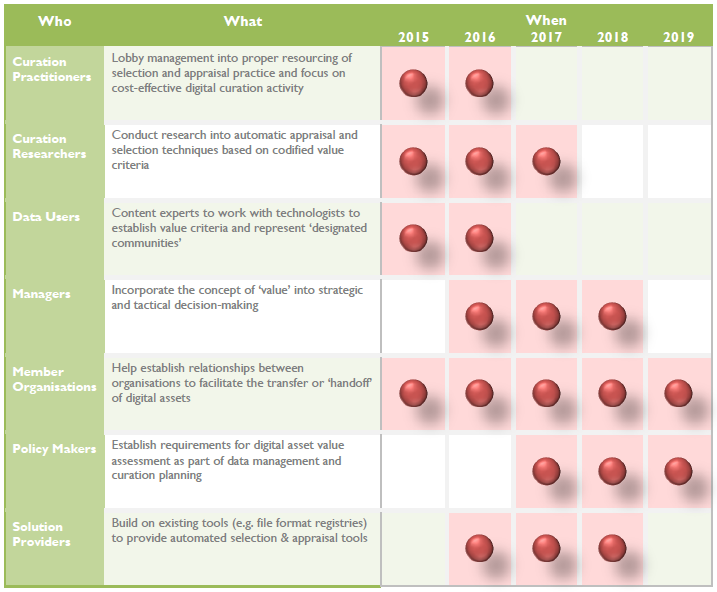 Who
What
When
2015
2016
2017
2018
2019
Curation
Practitioners
Lobby management into proper resourcing of
selection and appraisal practice and focus on
cost-effective digital curation activity
Curation
Researchers
Conduct research into automatic appraisal and
selection techniques based on codified value
criteria
Data Users
Content experts to work with technologists to
establish value criteria and represent ‘designated
communities’
Managers
Incorporate the concept of ‘value’ into strategic
and tactical decision-making
Member
Organisations
Help establish relationships between
organisations to facilitate the transfer or ‘handoff’
of digital assets
Policy Makers
Establish requirements for digital asset value
assessment as part of data management and
curation planning
Solution
Providers
Build on existing tools (e.g. file format registries)
to provide automated selection & appraisal tools